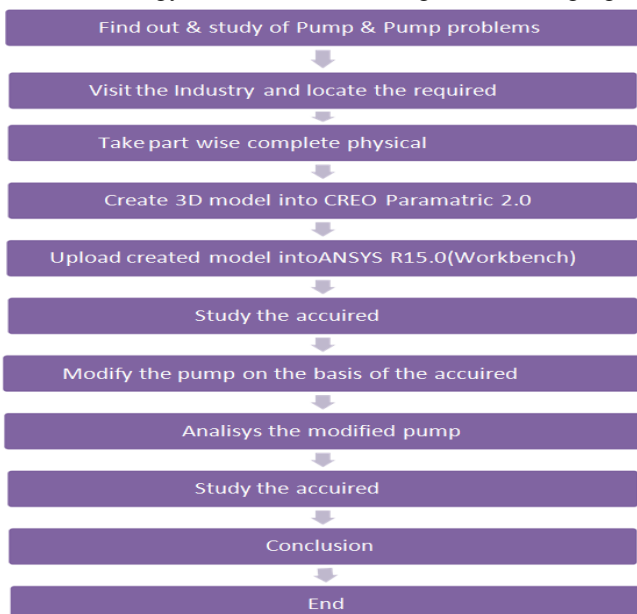 Find out & study of Pump & Pump problems
Visit the Industry and locate the required
Take part wise complete physical
Create 3D model into CREO Paramatric 2.0
Upload created model intoANSYS R15.0(Workbench)
Study the accuired
Modify the pump on the basis of the accuired
Analisys the modified pump
Study the accuired
Conclusion
End